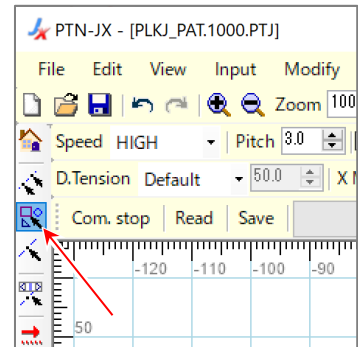 PTN-JX - [PLKJ_PAT.1000.PTJ]
File Edit View Input Modify
Zoom 100
Speed HIGH Pitch 3.0
D.Tension Default 50.0 X
Com. stop Read Save
-120 -110 -100 -90
50